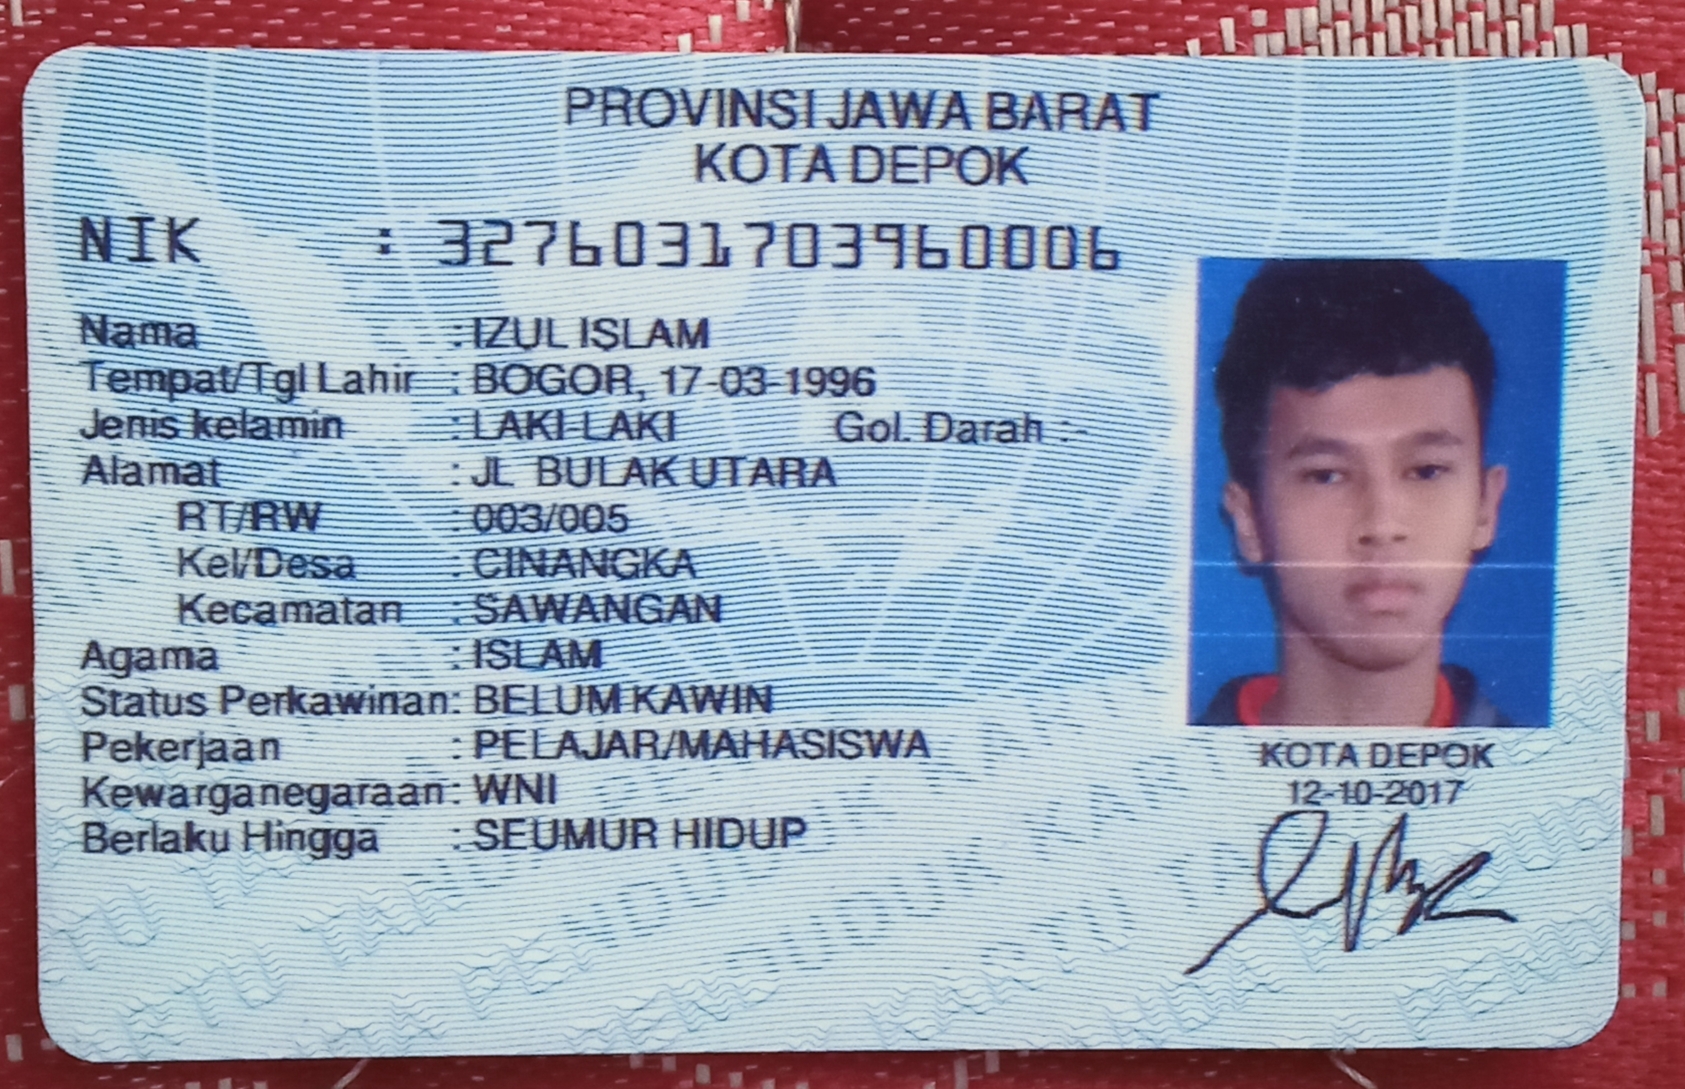 PROVINSI JAWA BARAT
KOTA DEPOK
NIK : 3276031703960006
Nama : IZUL ISLAM
Tempat/Tgl Lahir : BOGOR, 17-03-1996
Jenis kelamin : LAKI-LAKI Gol. Darah :-
Alamat : JL BULAK UTARA
RT/RW : 003/005
Kel/Desa : CINANGKA
Kecamatan : SAWANGAN
Agama : ISLAM
Status Perkawinan: BELUM KAWIN
Pekerjaan : PELAJAR/MAHASISWA
Kewarganegaraan: WNI
Berlaku Hingga : SEUMUR HIDUP
KOTA DEPOK
12-10-2017